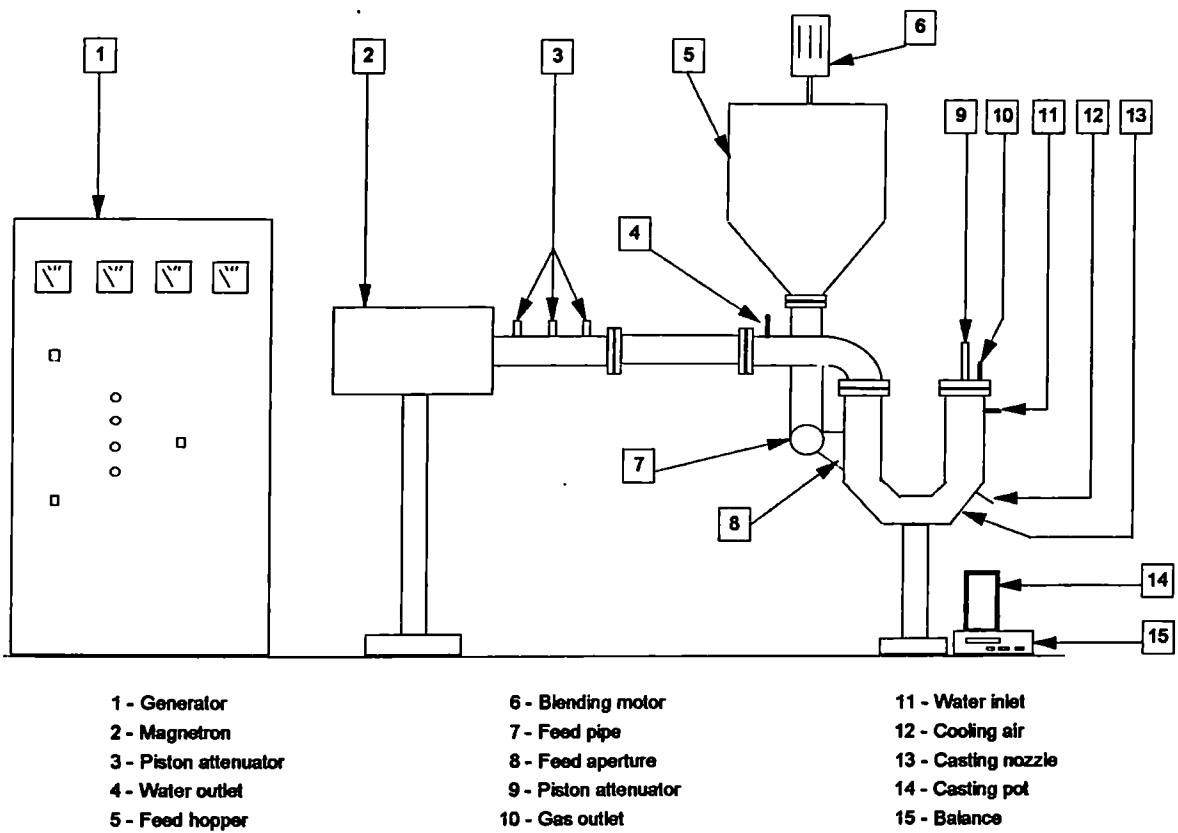 1
2
3
4
5
6
7
8
9
10
11
12
13
14
15
1 - Generator
2 - Magnetron
3 - Piston attenuator
4 - Water outlet
5 - Feed hopper
6 - Blending motor
7 - Feed pipe
8 - Feed aperture
9 - Piston attenuator
10 - Gas outlet
11 - Water inlet
12 - Cooling air
13 - Casting nozzle
14 - Casting pot
15 - Balance